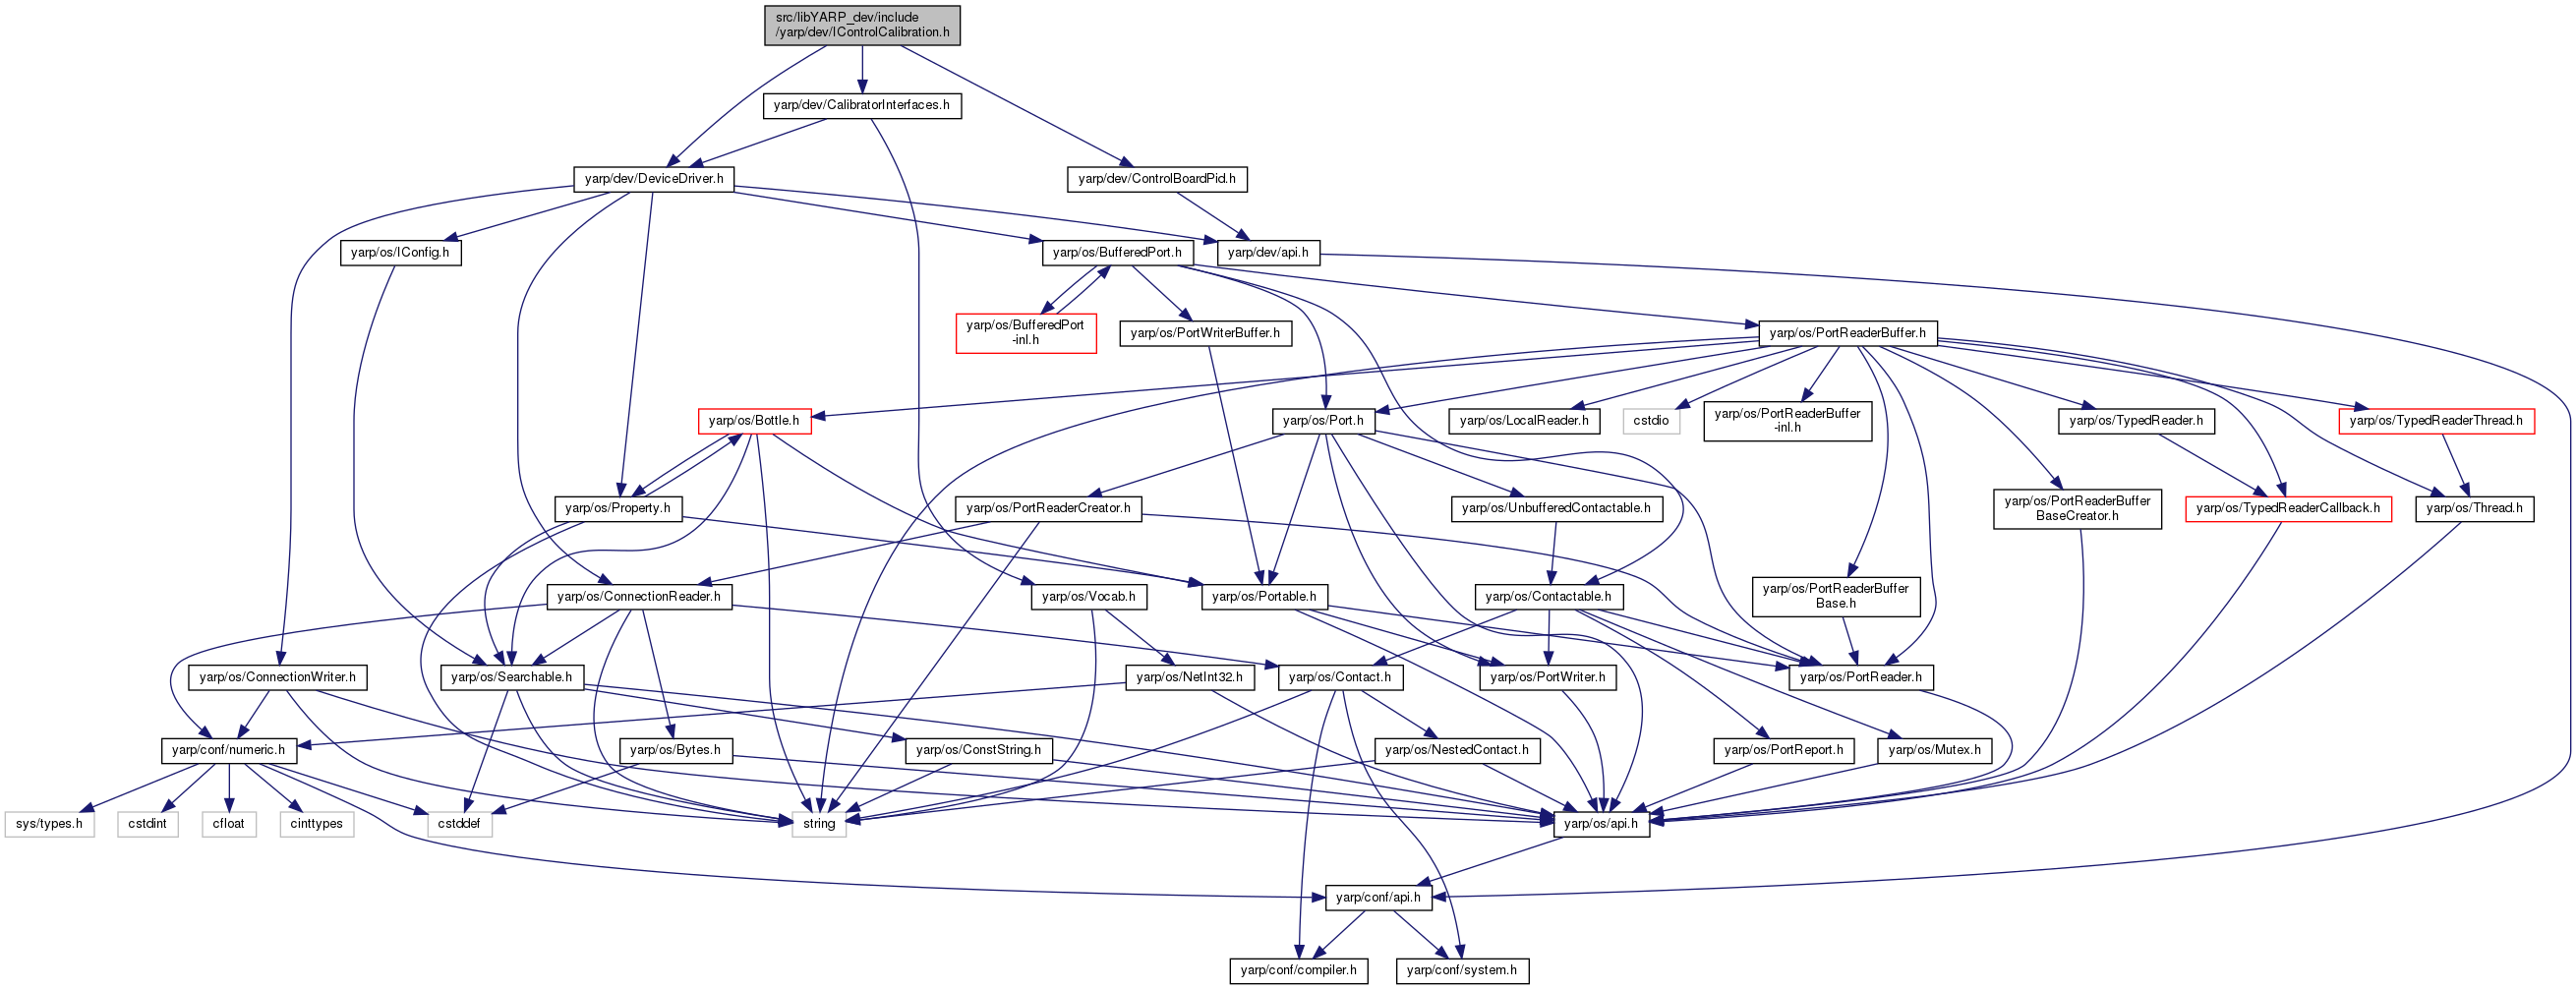 src/libYARP_dev/include
/yarp/dev/IControlCalibration.h
yarp/dev/CalibratorInterfaces.h
yarp/dev/DeviceDriver.h
yarp/dev/ControlBoardPid.h
yarp/os/IConfig.h
yarp/os/BufferedPort.h
yarp/dev/api.h
yarp/os/BufferedPort
-inl.h
yarp/os/PortWriterBuffer.h
yarp/os/PortReaderBuffer.h
yarp/os/Bottle.h
yarp/os/Port.h
yarp/os/LocalReader.h
cstdio
yarp/os/PortReaderBuffer
-inl.h
yarp/os/TypedReader.h
yarp/os/TypedReaderThread.h
yarp/os/Property.h
yarp/os/PortReaderCreator.h
yarp/os/UnbufferedContactable.h
yarp/os/PortReaderBuffer
BaseCreator.h
yarp/os/TypedReaderCallback.h
yarp/os/Thread.h
yarp/os/ConnectionReader.h
yarp/os/Vocab.h
yarp/os/Portable.h
yarp/os/Contactable.h
yarp/os/PortReaderBuffer
Base.h
yarp/os/ConnectionWriter.h
yarp/os/Searchable.h
yarp/os/NetInt32.h
yarp/os/Contact.h
yarp/os/PortWriter.h
yarp/os/PortReader.h
yarp/conf/numeric.h
yarp/os/Bytes.h
yarp/os/ConstString.h
yarp/os/NestedContact.h
yarp/os/PortReport.h
yarp/os/Mutex.h
sys/types.h
cstdint
cfloat
cinttypes
cstddef
string
yarp/os/api.h
yarp/conf/api.h
yarp/conf/compiler.h
yarp/conf/system.h